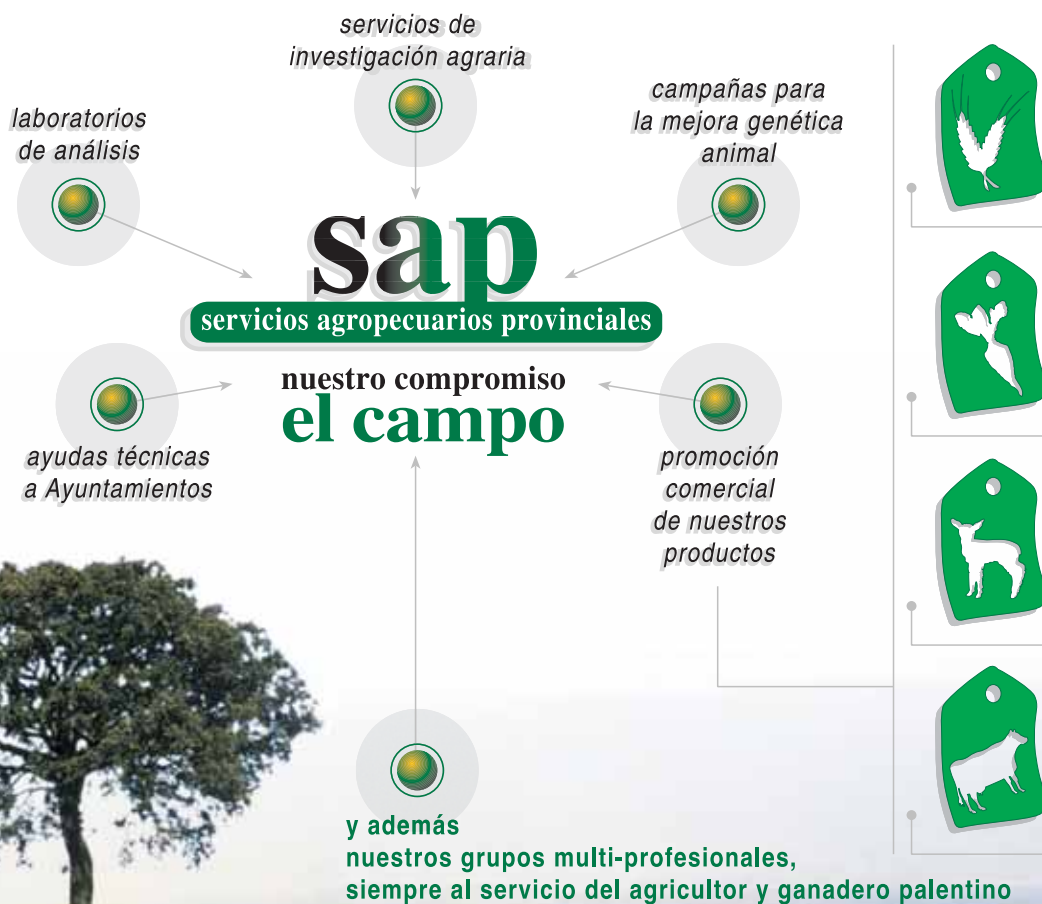 servicios de
investigación agraria
laboratorios
de análisis
campañas para
la mejora genética
animal
sap
servicios agropecuarios provinciales
nuestro compromiso
el campo
ayudas técnicas
a Ayuntamientos
promoción
comercial
de nuestros
productos
y además
nuestros grupos multi-profesionales,
siempre al servicio del agricultor y ganadero palentino